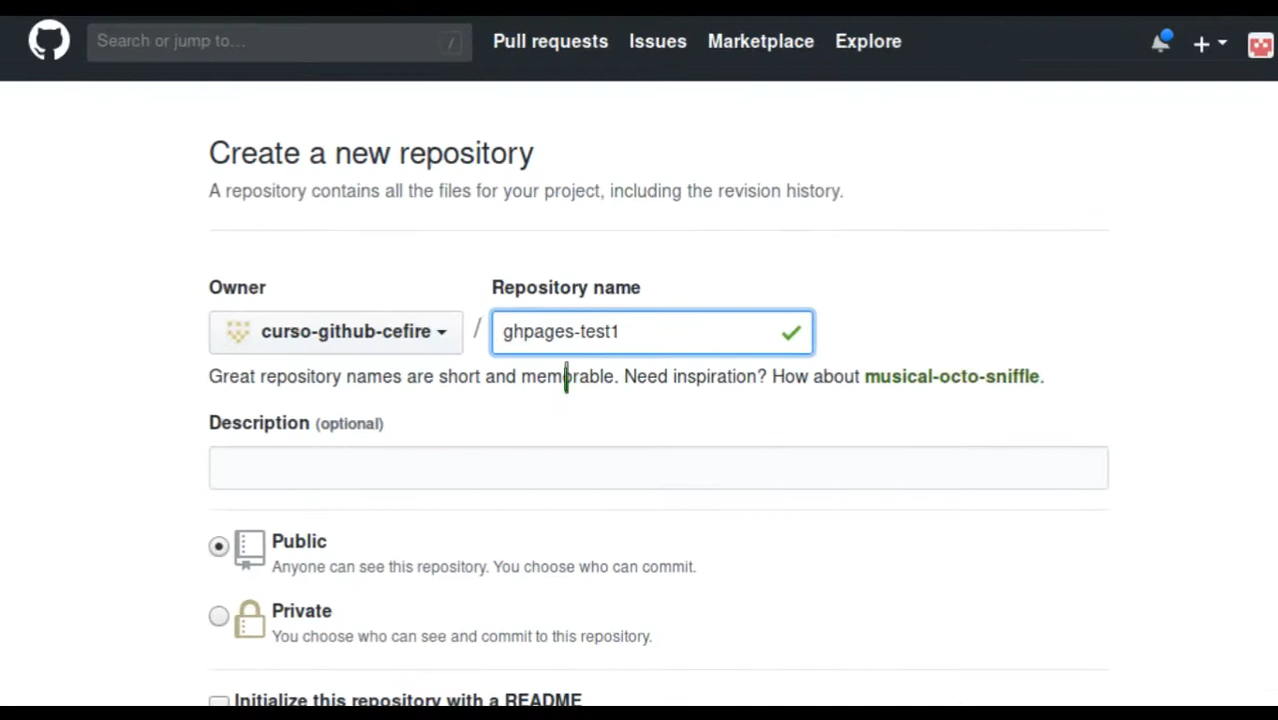 Search or jump to... / Pull requests Issues Marketplace Explore
Create a new repository
A repository contains all the files for your project, including the revision history.
Owner Repository name
curso-github-cefire / ghpages-test1
Great repository names are short and memorable. Need inspiration? How about musical-octo-sniffle.
Description (optional)
Public
Anyone can see this repository. You choose who can commit.
Private
You choose who can see and commit to this repository.
Initialize this repository with a README